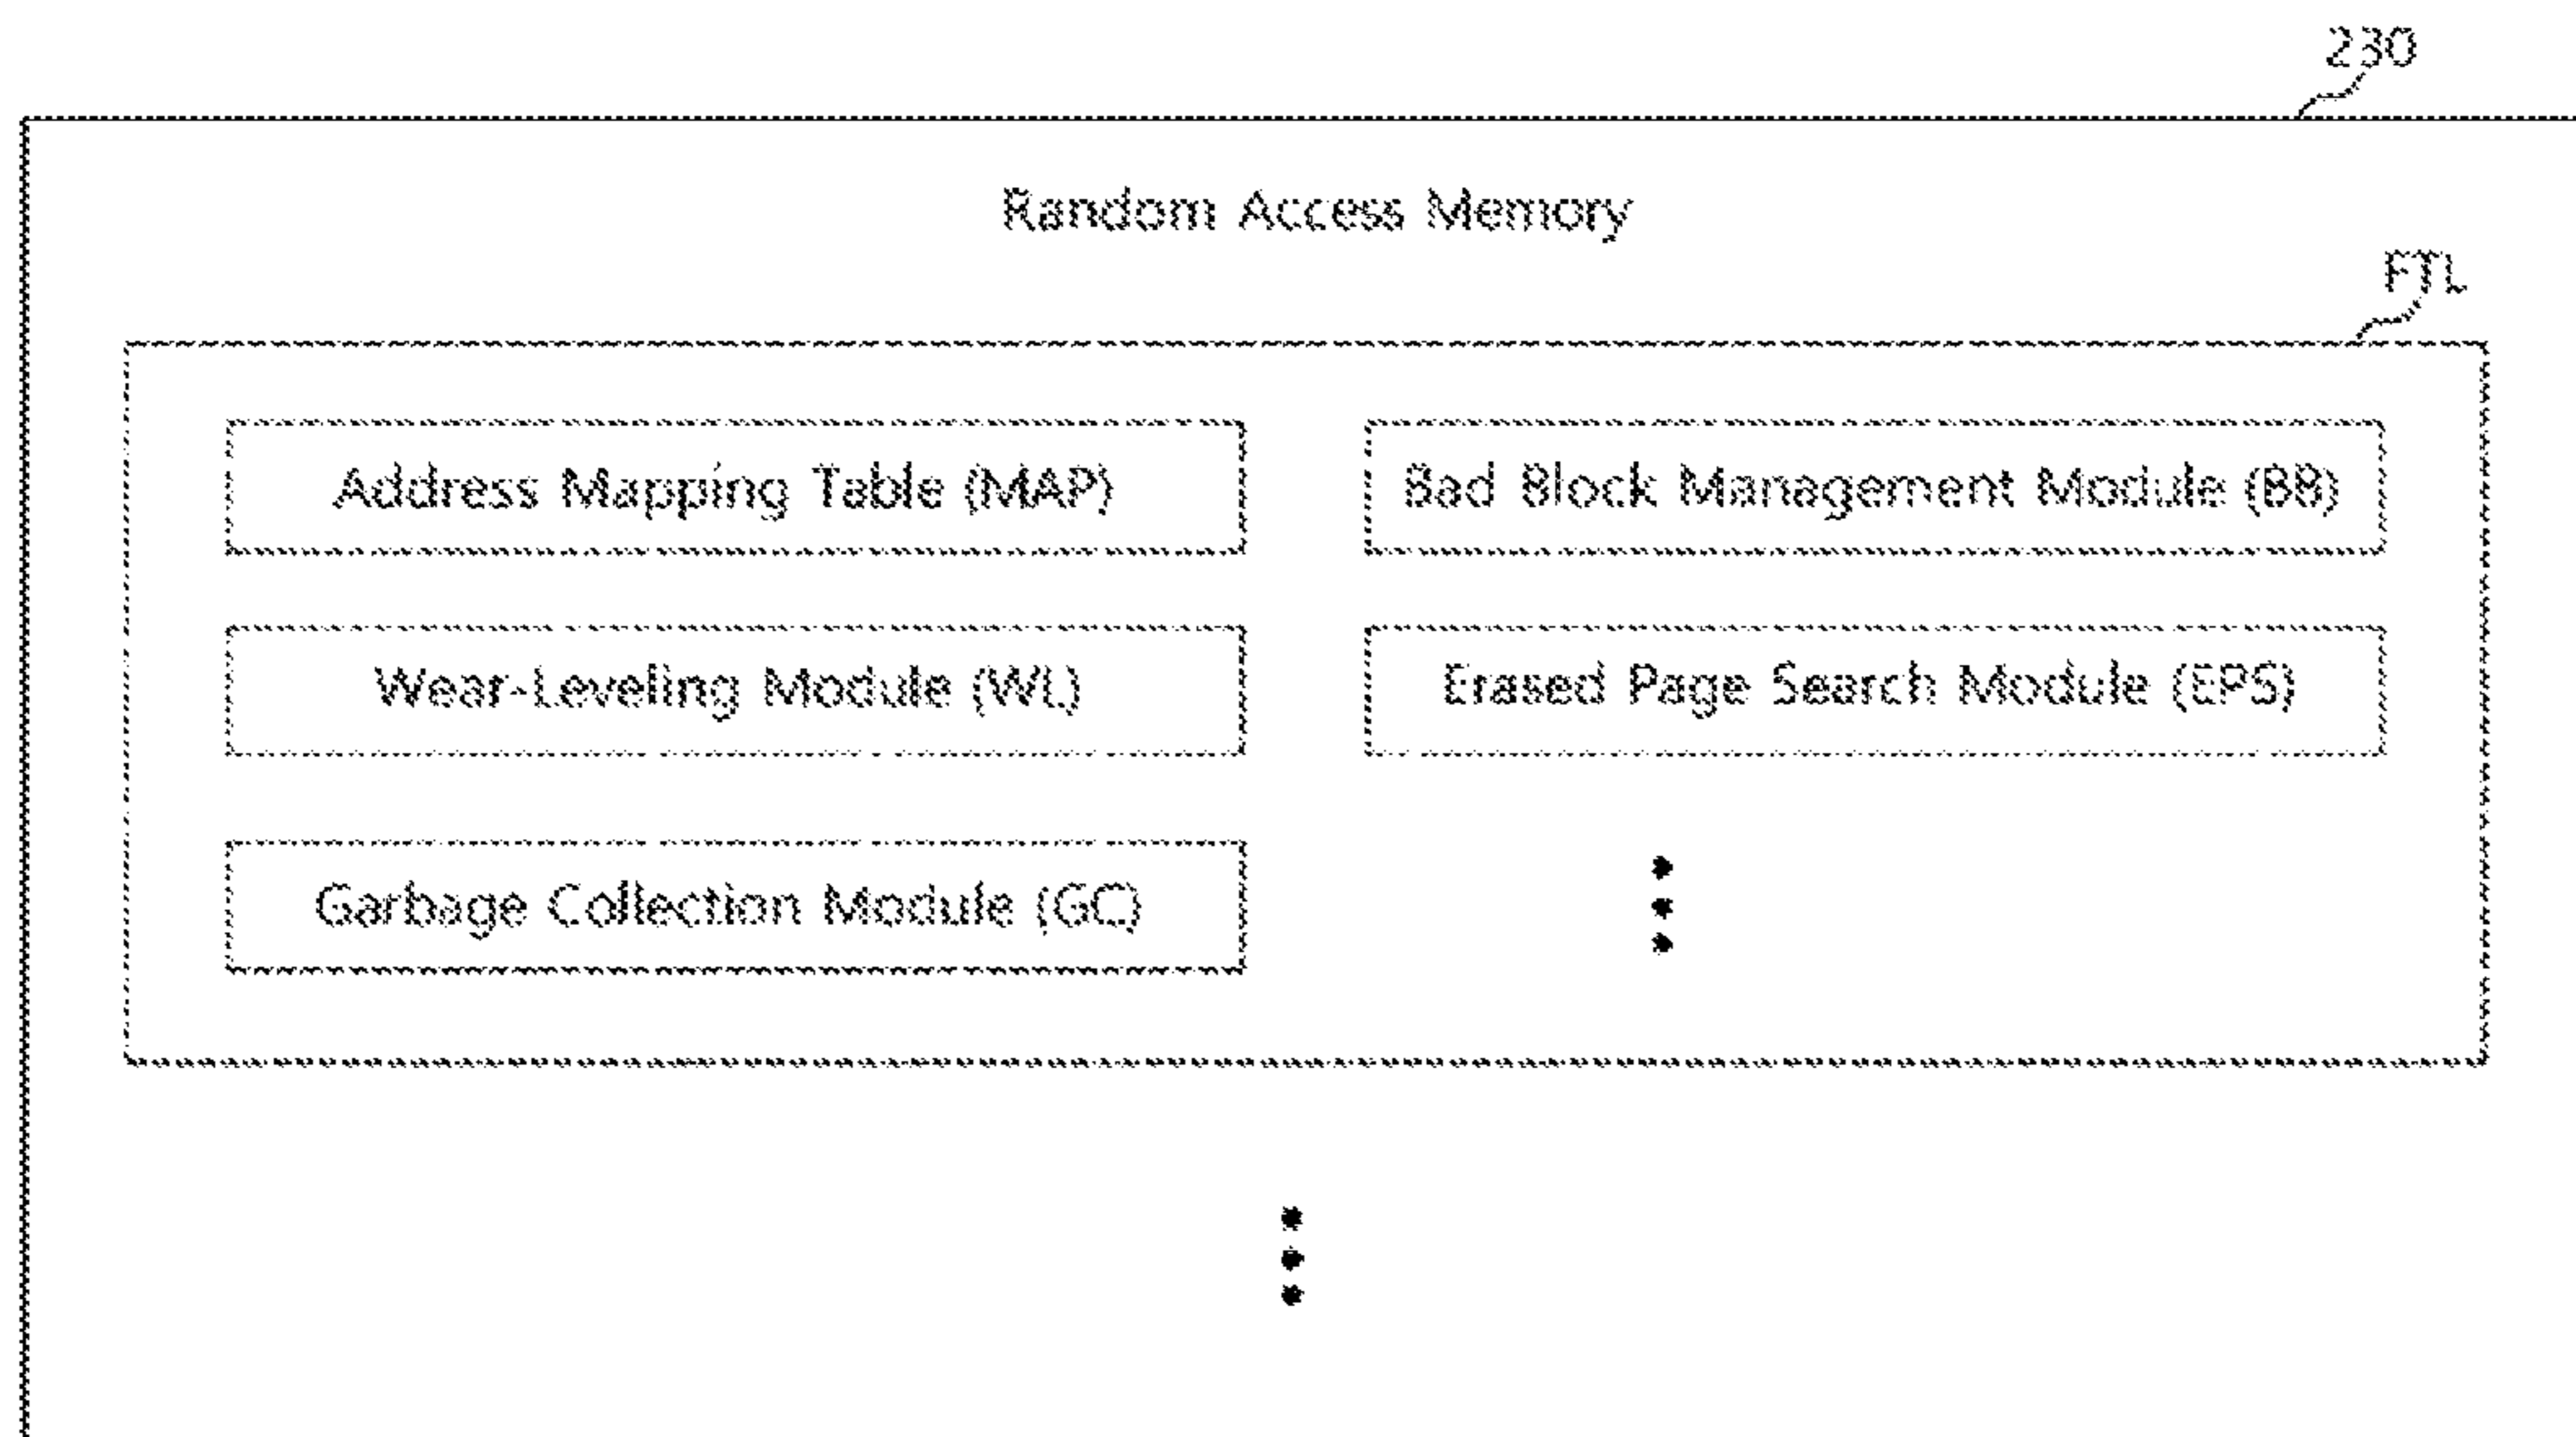 230
Random Access Memory
FTL
Address Mapping Table (MAP)
Bad Block Management Module (BB)
Wear-Leveling Module (WL)
Erased Page Search Module (EPS)
Garbage Collection Module (GC)